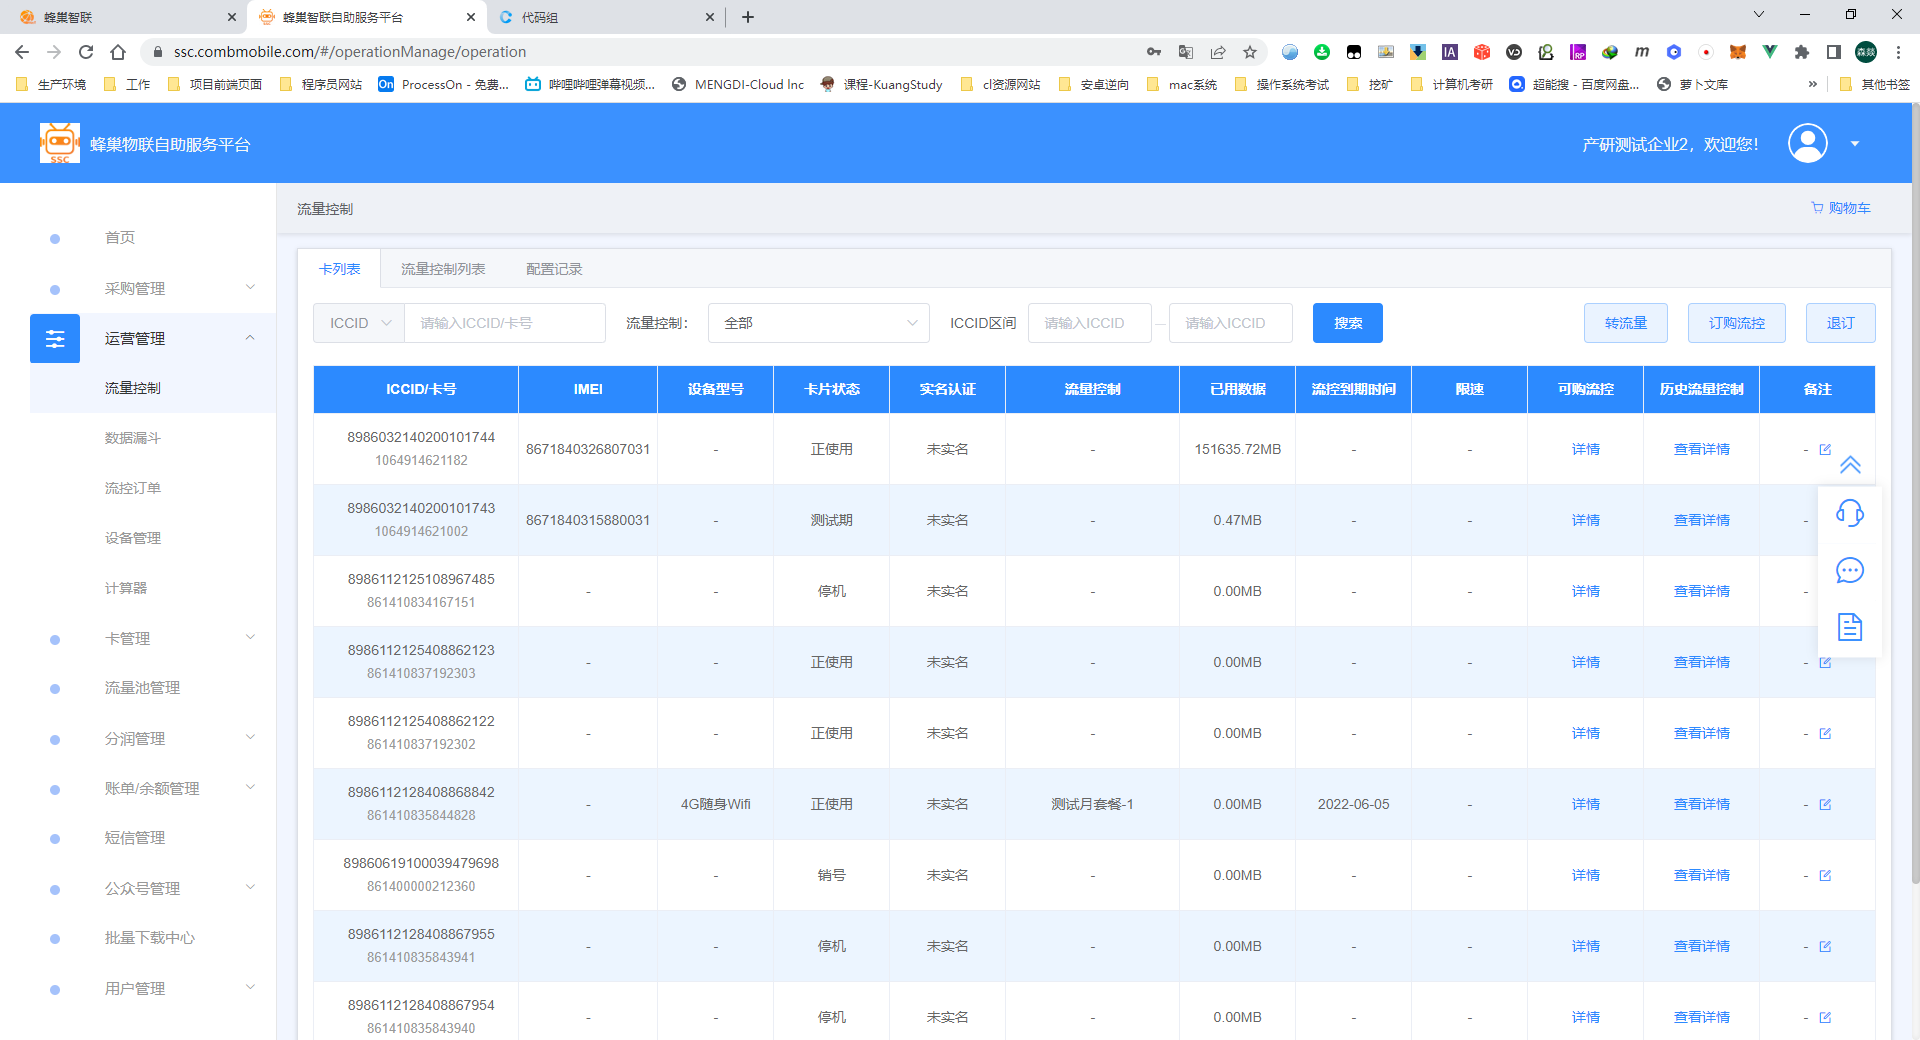 蜂巢智联
蜂巢智联自助服务平台
代码组
ssc.combmobile.com/#/operationManage/operation
生产环境 工作 项目前端页面 程序员网站 ProcessOn - 免费... 哔哩哔哩弹幕视频... MENGDI-Cloud Inc 课程-KuangStudy cl资源网站 安卓逆向 mac系统 操作系统考试 挖矿 计算机考研 超能搜 - 百度网盘... 萝卜文库 » 其他书签
SSC
蜂巢物联自助服务平台
产研测试企业2，欢迎您！
首页
采购管理
运营管理
流量控制
数据漏斗
流控订单
设备管理
计算器
卡管理
流量池管理
分润管理
账单/余额管理
短信管理
公众号管理
批量下载中心
用户管理
流量控制
购物车
卡列表 流量控制列表 配置记录
ICCID 请输入ICCID/卡号 流量控制： 全部 ICCID区间 请输入ICCID — 请输入ICCID 搜索 转流量 订购流控 退订
ICCID/卡号 IMEI 设备型号 卡片状态 实名认证 流量控制 已用数据 流控到期时间 限速 可购流控 历史流量控制 备注
8986032140200101744
1064914621182
8671840326807031 - 正使用 未实名 - 151635.72MB - - 详情 查看详情 -
8986032140200101743
1064914621002
8671840315880031 - 测试期 未实名 - 0.47MB - - 详情 查看详情 -
8986112125108967485
861410834167151
- - 停机 未实名 - 0.00MB - - 详情 查看详情 -
8986112125408862123
861410837192303
- - 正使用 未实名 - 0.00MB - - 详情 查看详情 -
8986112125408862122
861410837192302
- - 正使用 未实名 - 0.00MB - - 详情 查看详情 -
8986112128408868842
861410835844828
- 4G随身Wifi 正使用 未实名 测试月套餐-1 0.00MB 2022-06-05 - 详情 查看详情 -
89860619100039479698
861400000212360
- - 销号 未实名 - 0.00MB - - 详情 查看详情 -
8986112128408867955
861410835843941
- - 停机 未实名 - 0.00MB - - 详情 查看详情 -
8986112128408867954
861410835843940
- - 停机 未实名 - 0.00MB - - 详情 查看详情 -